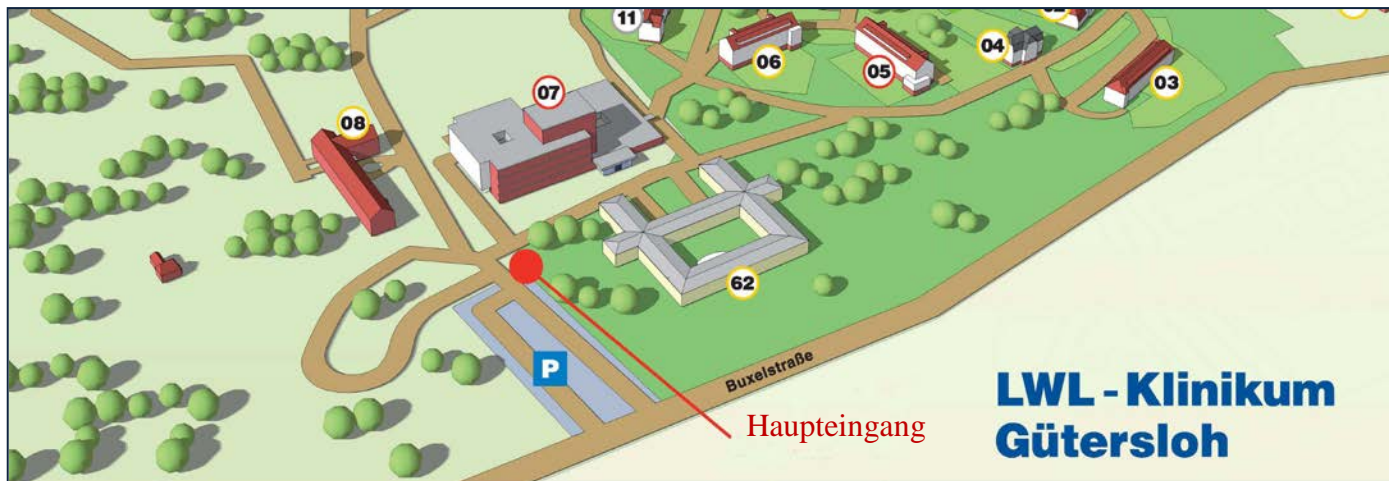 11
06
05
04
03
07
08
62
P
Buxelstraße
Haupteingang
LWL - Klinikum
Gütersloh